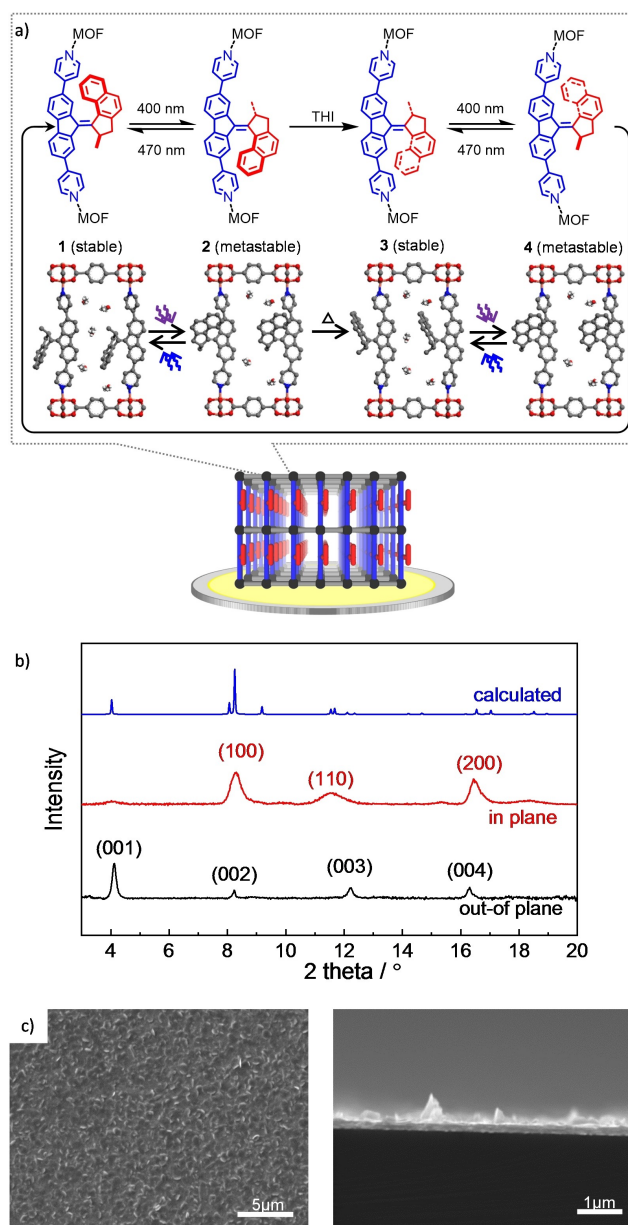 a)
MOF MOF MOF MOF
N N N N
400 nm THI 400 nm
470 nm 470 nm
N N N N
MOF MOF MOF MOF
1 (stable) 2 (metastable) 3 (stable) 4 (metastable)
Δ
b)
calculated
(100) (110) (200)
in plane
(001) (002) (003) (004)
out-of plane
Intensity
4 6 8 10 12 14 16 18 20
2 theta / °
c)
5µm 1µm